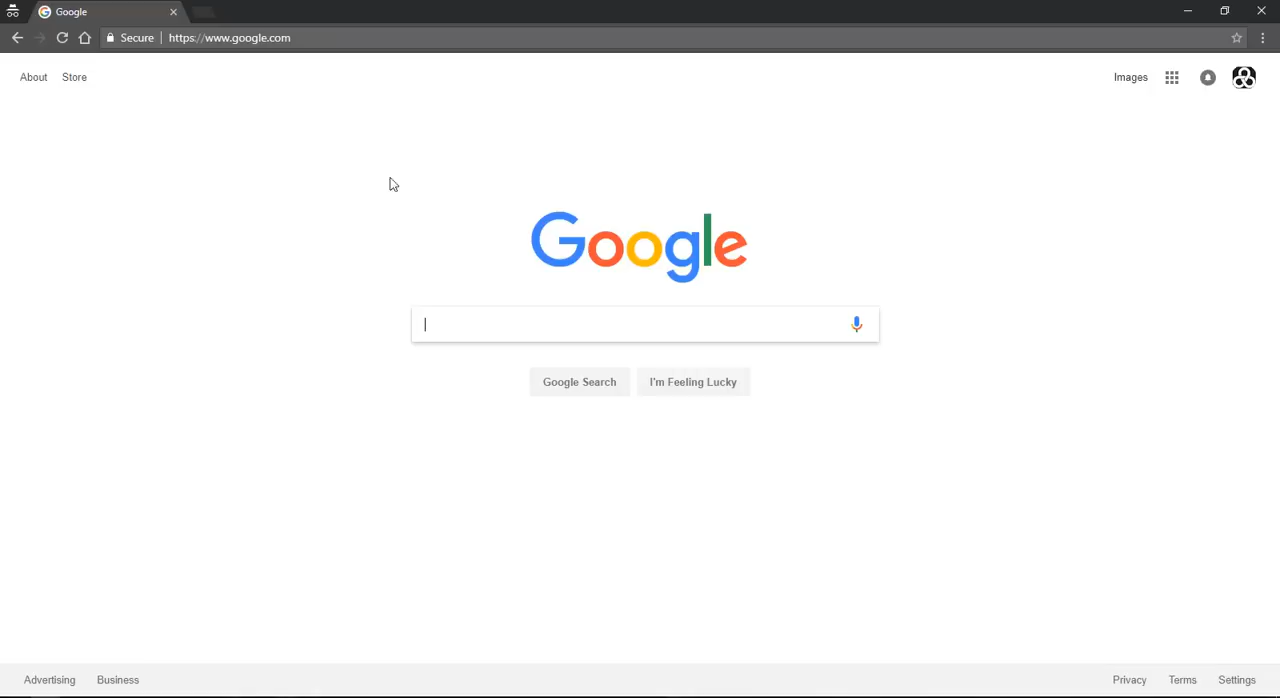 Google
Secure | https://www.google.com
About Store
Images
Google
Google Search I'm Feeling Lucky
Advertising Business
Privacy Terms Settings